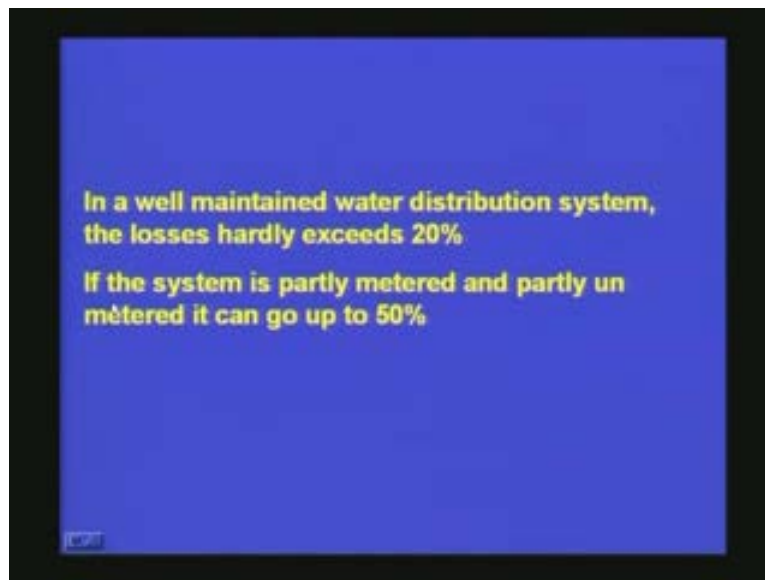 In a well maintained water distribution system,
the losses hardly exceeds 20%
If the system is partly metered and partly un
metered it can go up to 50%